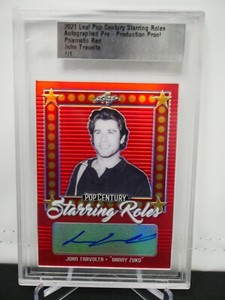 2021 Leaf Pop Century Starring Roles
Autographed Pre - Production Proof
Prismatic Red
John Travolta
1/1
Leaf
POP CENTURY
Starring Roles
JOHN TRAVOLTA • "DANNY ZUKO"